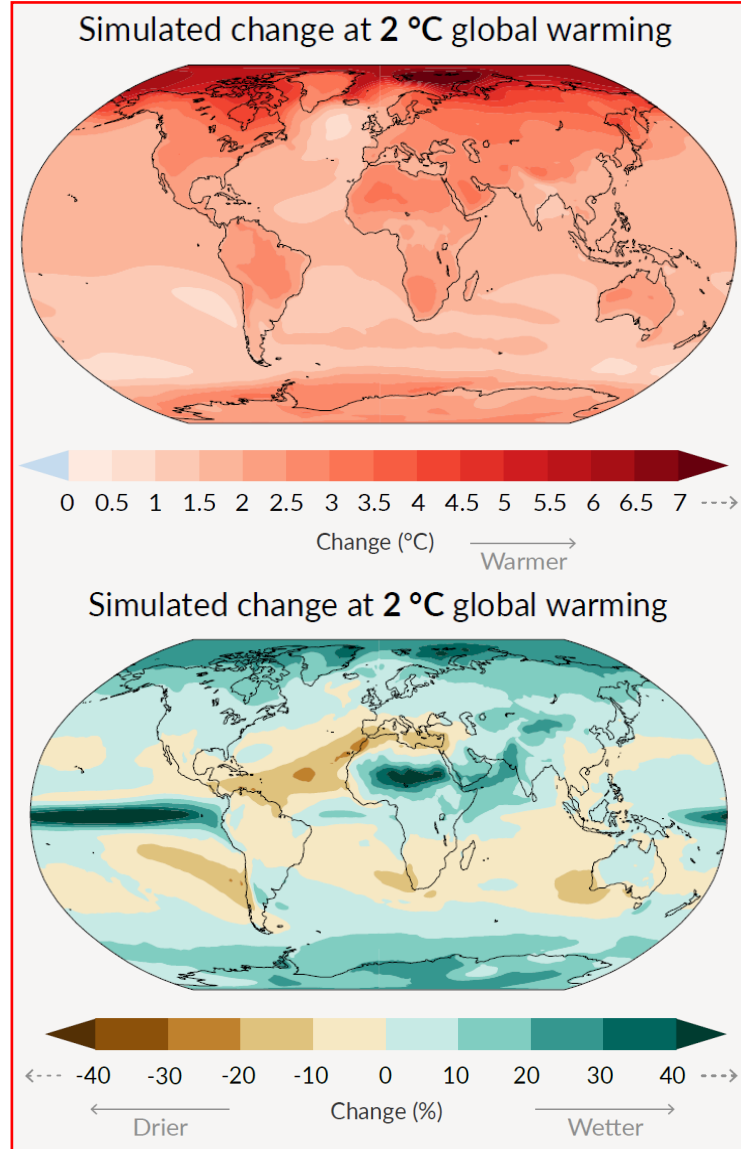 Simulated change at 2 °C global warming
0 0.5 1 1.5 2 2.5 3 3.5 4 4.5 5 5.5 6 6.5 7
Change (°C)
Warmer
Simulated change at 2 °C global warming
-40 -30 -20 -10 0 10 20 30 40
Change (%)
Drier
Wetter